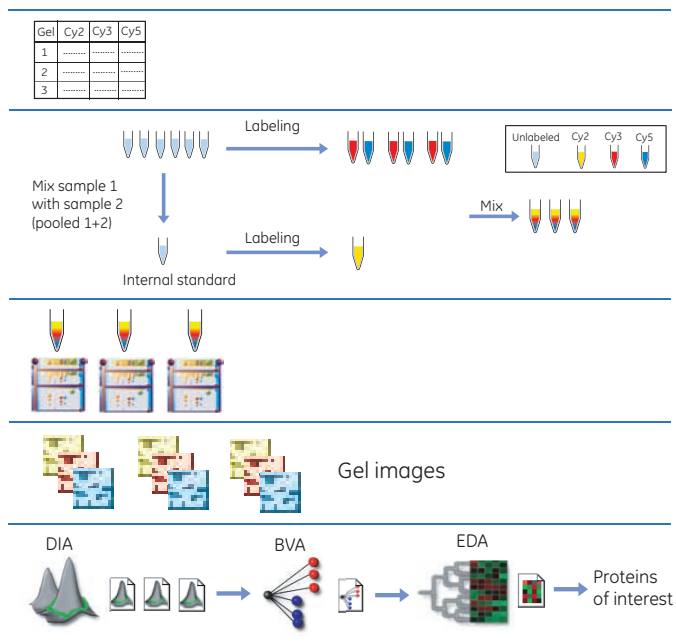 Gel Cy2 Cy3 Cy5
1 ......... ......... .........
2 ......... ......... .........
3 ......... ......... .........
Labeling
Unlabeled Cy2 Cy3 Cy5
Mix sample 1
with sample 2
(pooled 1+2)
Mix
Labeling
Internal standard
Gel images
DIA
BVA
EDA
Proteins
of interest